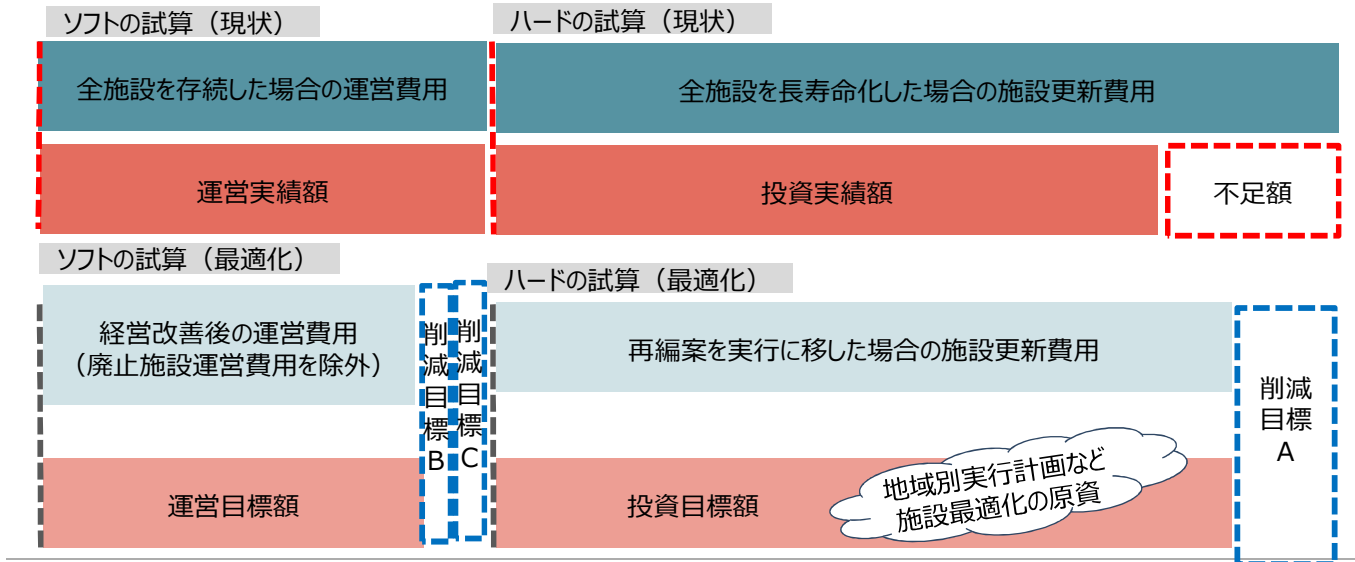 ソフトの試算（現状）
ハードの試算（現状）
全施設を存続した場合の運営費用
全施設を長寿命化した場合の施設更新費用
運営実績額
投資実績額
不足額
ソフトの試算（最適化）
ハードの試算（最適化）
経営改善後の運営費用
（廃止施設運営費用を除外）
削減目標B
削減目標C
再編案を実行に移した場合の施設更新費用
削減
目標
A
運営目標額
投資目標額
地域別実行計画など
施設最適化の原資